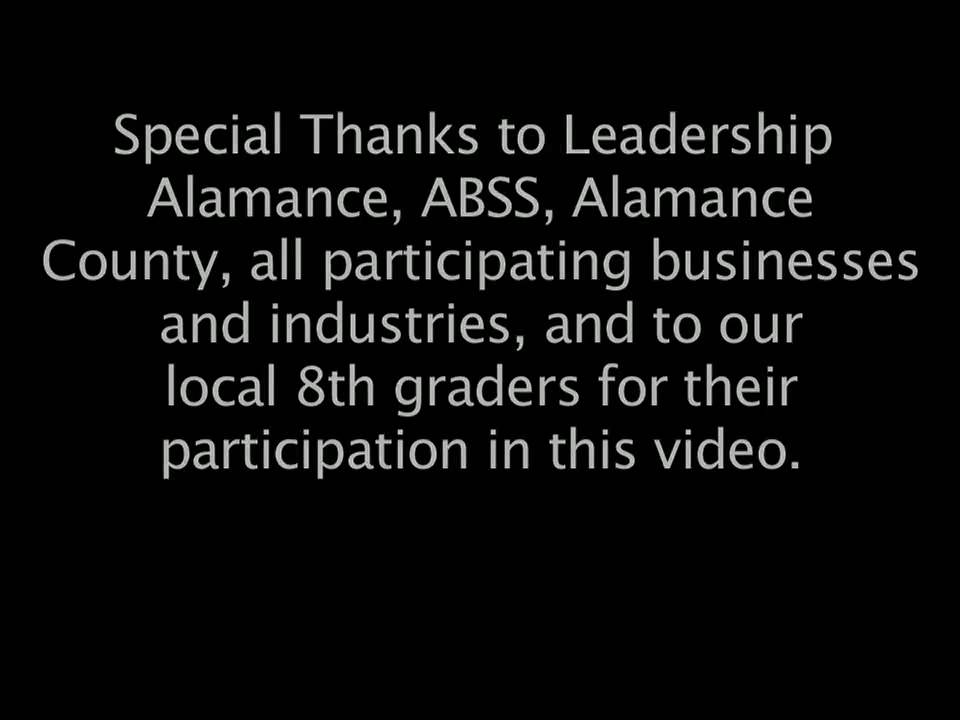 Special Thanks to Leadership
Alamance, ABSS, Alamance
County, all participating businesses
and industries, and to our
local 8th graders for their
participation in this video.